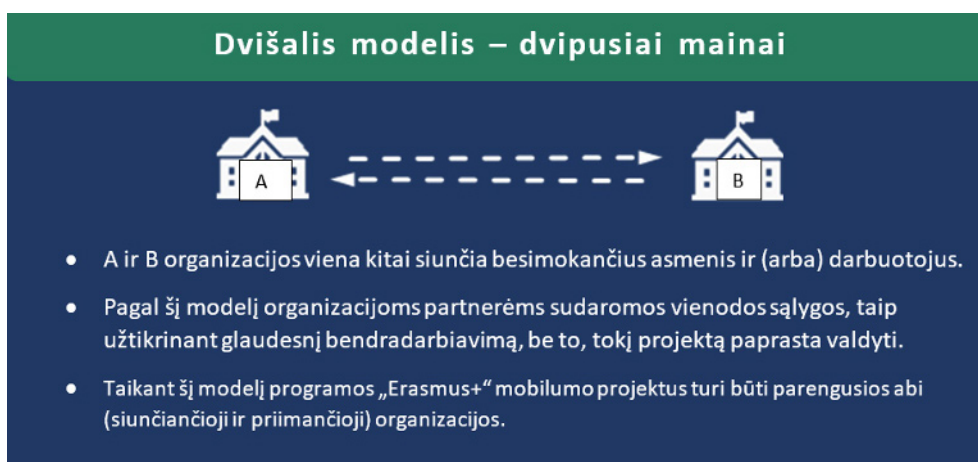 Dvišalis modelis – dvipusiai mainai
A B
• A ir B organizacijos viena kitai siunčia besimokančius asmenis ir (arba) darbuotojus.
• Pagal šį modelį organizacijoms partnerėms sudaromos vienodos sąlygos, taip
užtikrinant glaudesnį bendradarbiavimą, be to, tokį projektą paprasta valdyti.
• Taikant šį modelį programos „Erasmus+“ mobilumo projektus turi būti parengusios abi
(siunčiančioji ir priimančioji) organizacijos.